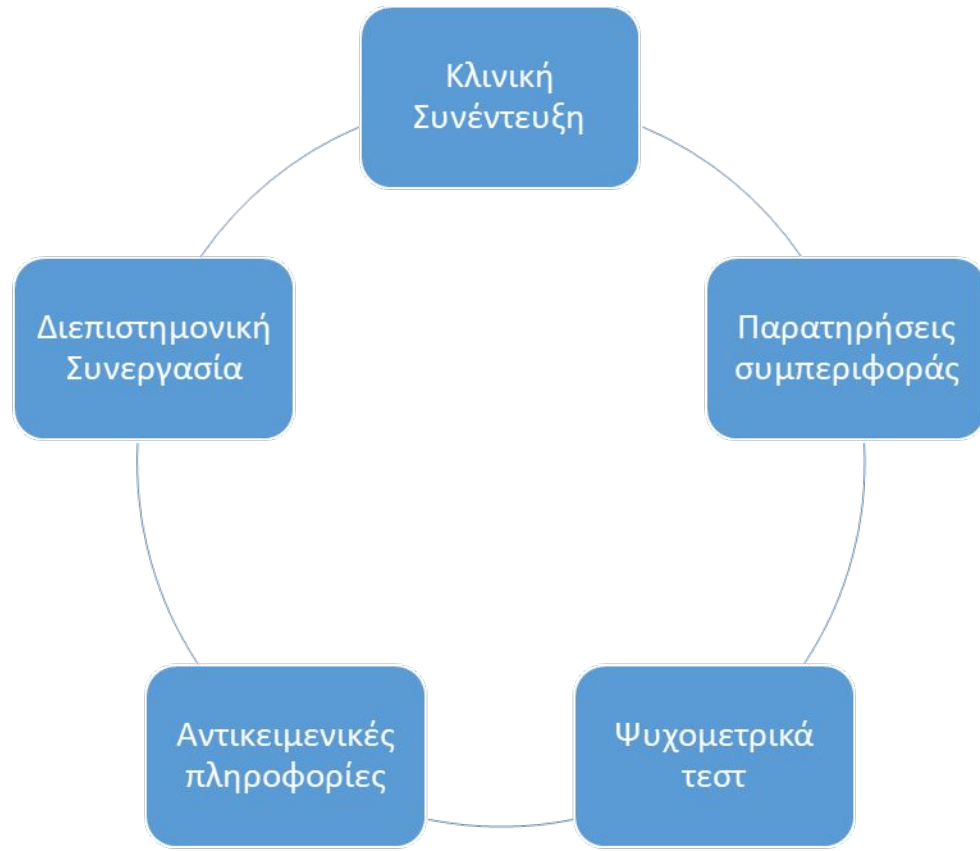 Κλινική
Συνέντευξη
Παρατηρήσεις
συμπεριφοράς
Ψυχομετρικά
τεστ
Αντικειμενικές
πληροφορίες
Διεπιστημονική
Συνεργασία